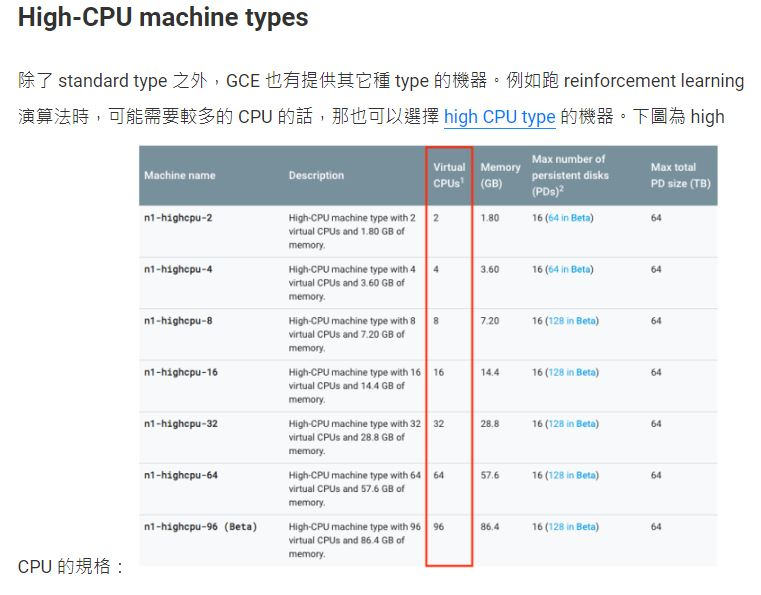 High-CPU machine types
除了 standard type 之外，GCE 也有提供其它種 type 的機器。例如跑 reinforcement learning
演算法時，可能需要較多的 CPU 的話，那也可以選擇 high CPU type 的機器。下圖為 high
Machine name Description Virtual CPUs¹ Memory (GB) Max number of persistent disks (PDs)² Max total PD size (TB)
n1-highcpu-2 High-CPU machine type with 2 virtual CPUs and 1.80 GB of memory. 2 1.80 16 (64 in Beta) 64
n1-highcpu-4 High-CPU machine type with 4 virtual CPUs and 3.60 GB of memory. 4 3.60 16 (64 in Beta) 64
n1-highcpu-8 High-CPU machine type with 8 virtual CPUs and 7.20 GB of memory. 8 7.20 16 (128 in Beta) 64
n1-highcpu-16 High-CPU machine type with 16 virtual CPUs and 14.4 GB of memory. 16 14.4 16 (128 in Beta) 64
n1-highcpu-32 High-CPU machine type with 32 virtual CPUs and 28.8 GB of memory. 32 28.8 16 (128 in Beta) 64
n1-highcpu-64 High-CPU machine type with 64 virtual CPUs and 57.6 GB of memory. 64 57.6 16 (128 in Beta) 64
n1-highcpu-96 (Beta) High-CPU machine type with 96 virtual CPUs and 86.4 GB of memory. 96 86.4 16 (128 in Beta) 64
CPU 的規格：